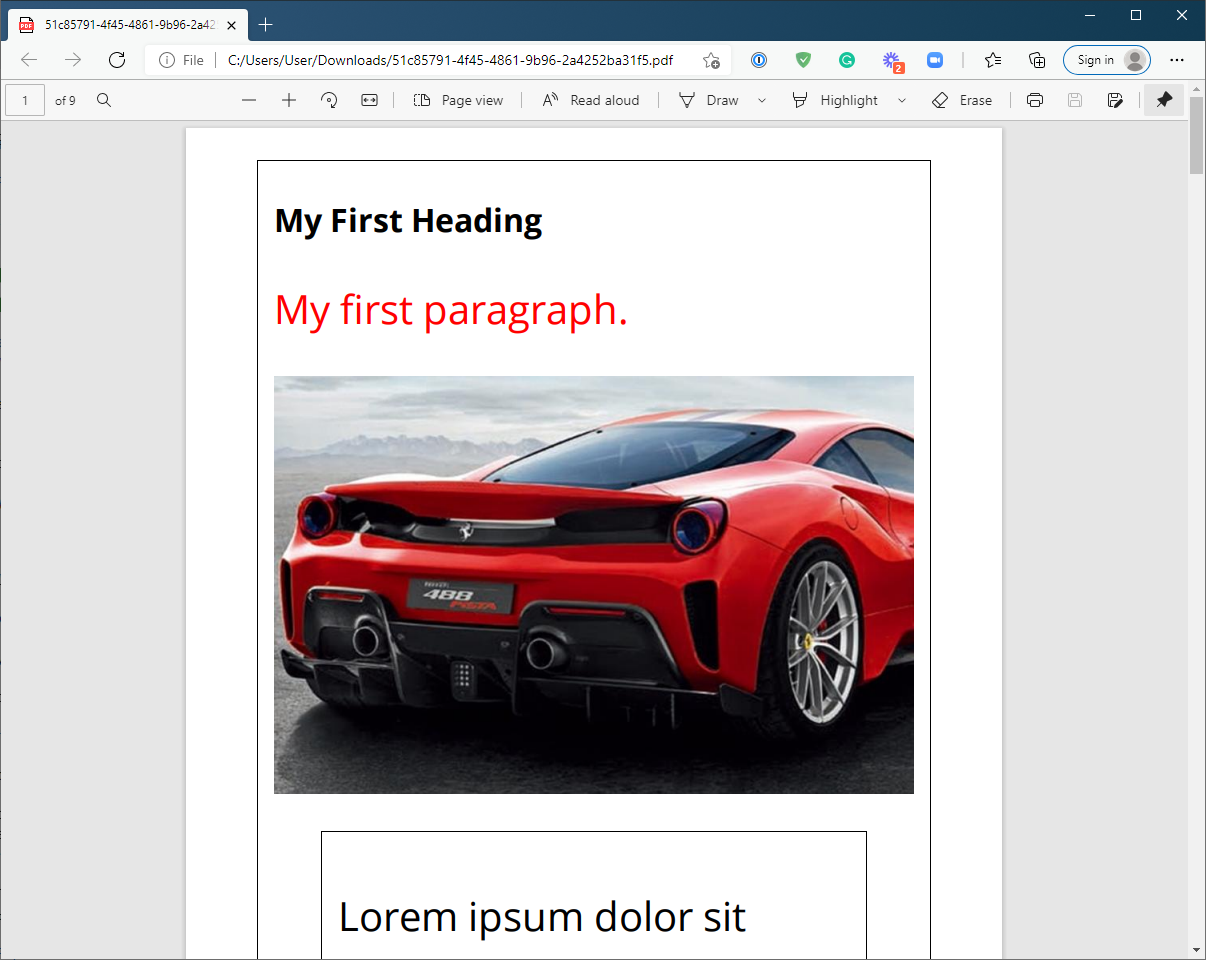 51c85791-4f45-4861-9b96-2a42
File C:/Users/User/Downloads/51c85791-4f45-4861-9b96-2a4252ba31f5.pdf 2 Sign in
1 of 9 Page view Read aloud Draw Highlight Erase
My First Heading
My first paragraph.
488
Lorem ipsum dolor sit